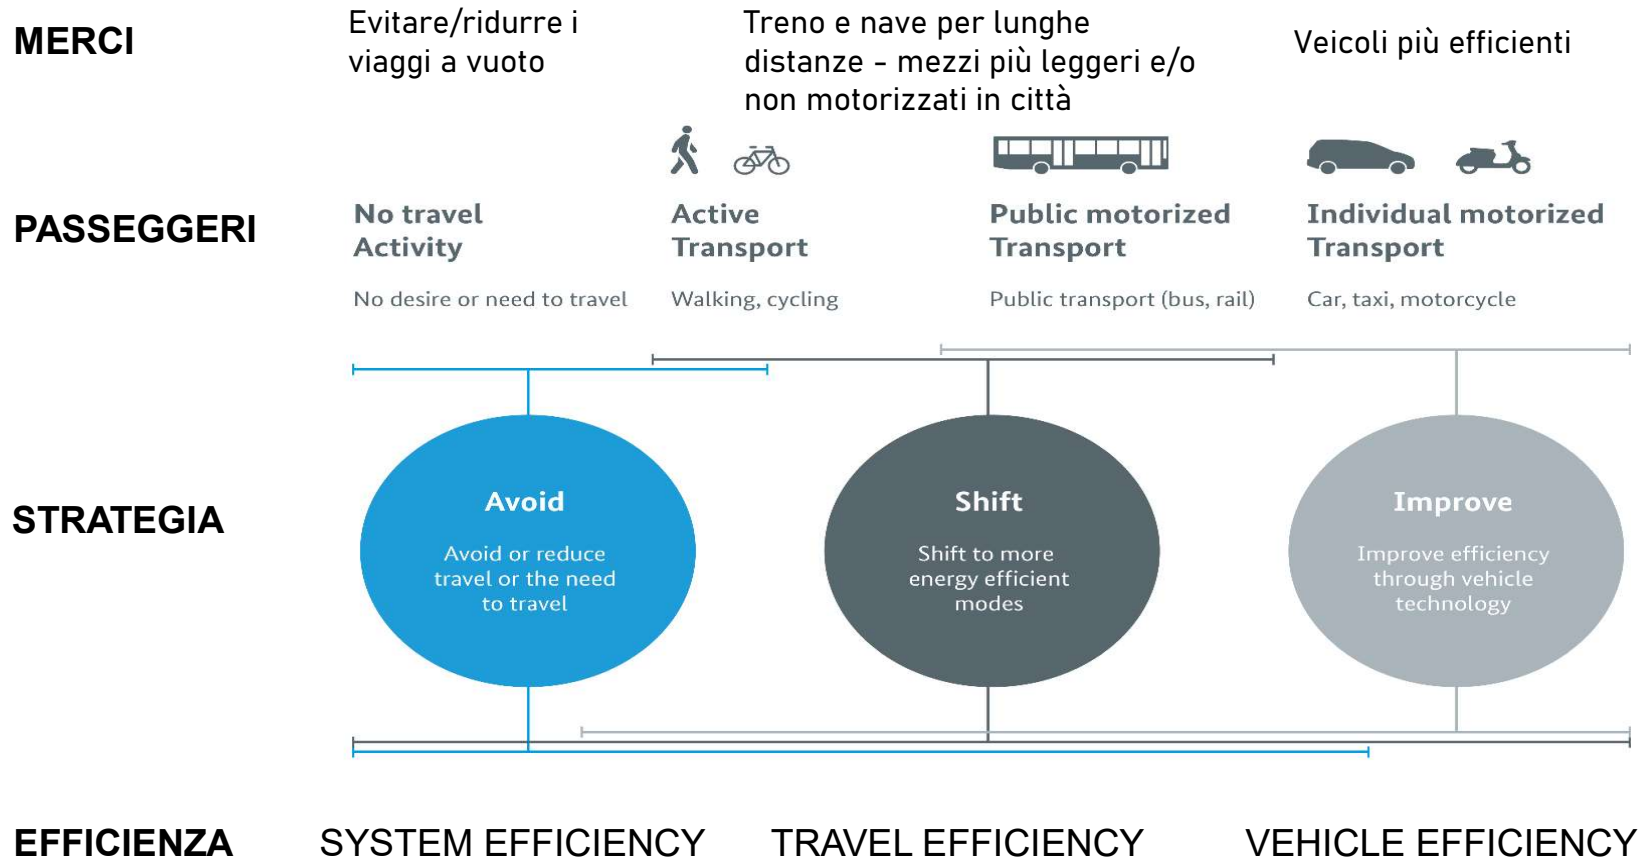 MERCI
Evitare/ridurre i
viaggi a vuoto
Treno e nave per lunghe
distanze - mezzi più leggeri e/o
non motorizzati in città
Veicoli più efficienti
PASSEGGERI
No travel
Activity
No desire or need to travel
Active
Transport
Walking, cycling
Public motorized
Transport
Public transport (bus, rail)
Individual motorized
Transport
Car, taxi, motorcycle
STRATEGIA
Avoid
Avoid or reduce
travel or the need
to travel
Shift
Shift to more
energy efficient
modes
Improve
Improve efficiency
through vehicle
technology
EFFICIENZA
SYSTEM EFFICIENCY
TRAVEL EFFICIENCY
VEHICLE EFFICIENCY